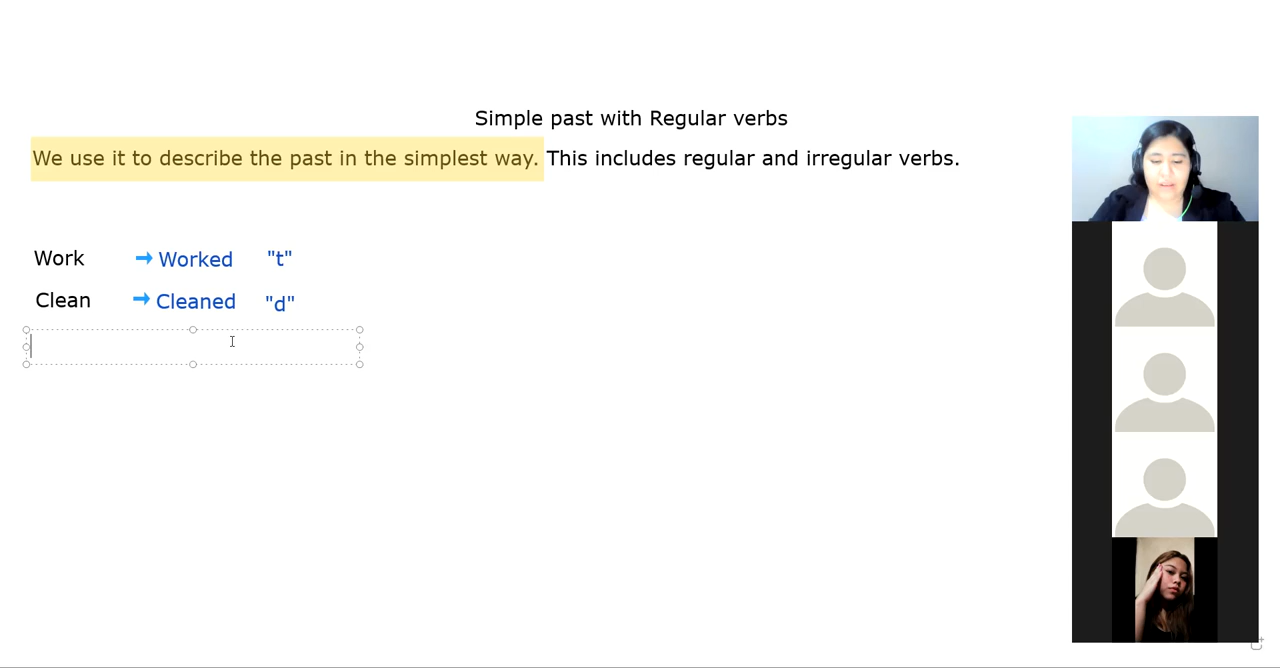 Simple past with Regular verbs
We use it to describe the past in the simplest way. This includes regular and irregular verbs.
Work → Worked "t"
Clean → Cleaned "d"